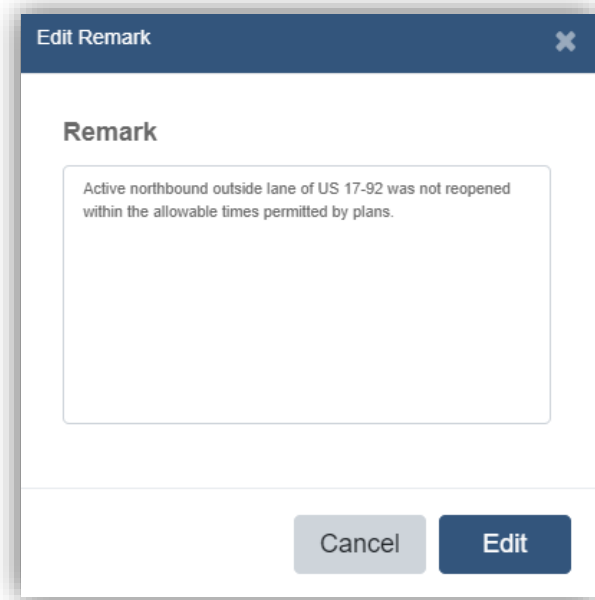 Edit Remark
Remark
Active northbound outside lane of US 17-92 was not reopened
within the allowable times permitted by plans.
Cancel
Edit